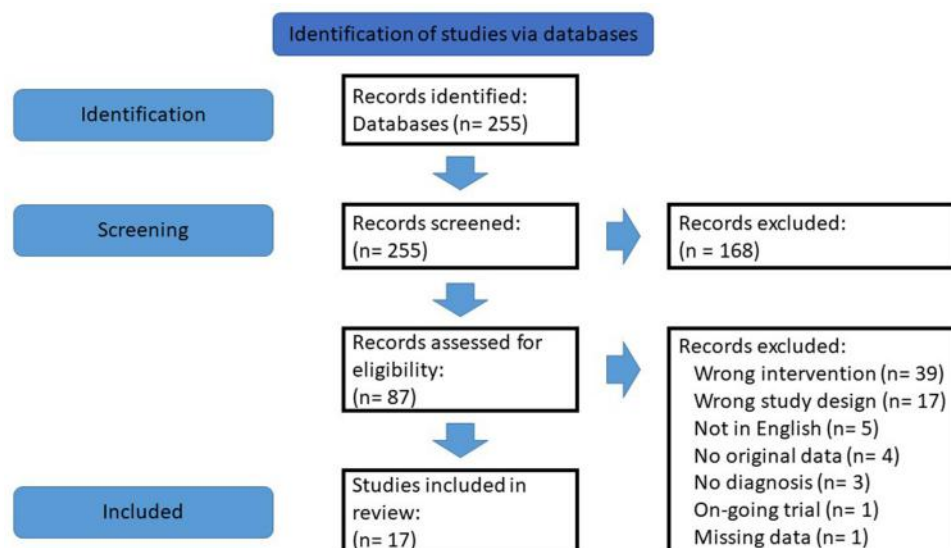 Identification of studies via databases
Identification
Records identified:
Databases (n= 255)
Screening
Records screened:
(n= 255)
Records excluded:
(n = 168)
Records assessed for
eligibility:
(n= 87)
Records excluded:
Wrong intervention (n= 39)
Wrong study design (n= 17)
Not in English (n= 5)
No original data (n= 4)
No diagnosis (n= 3)
On-going trial (n= 1)
Missing data (n= 1)
Included
Studies included in
review:
(n= 17)